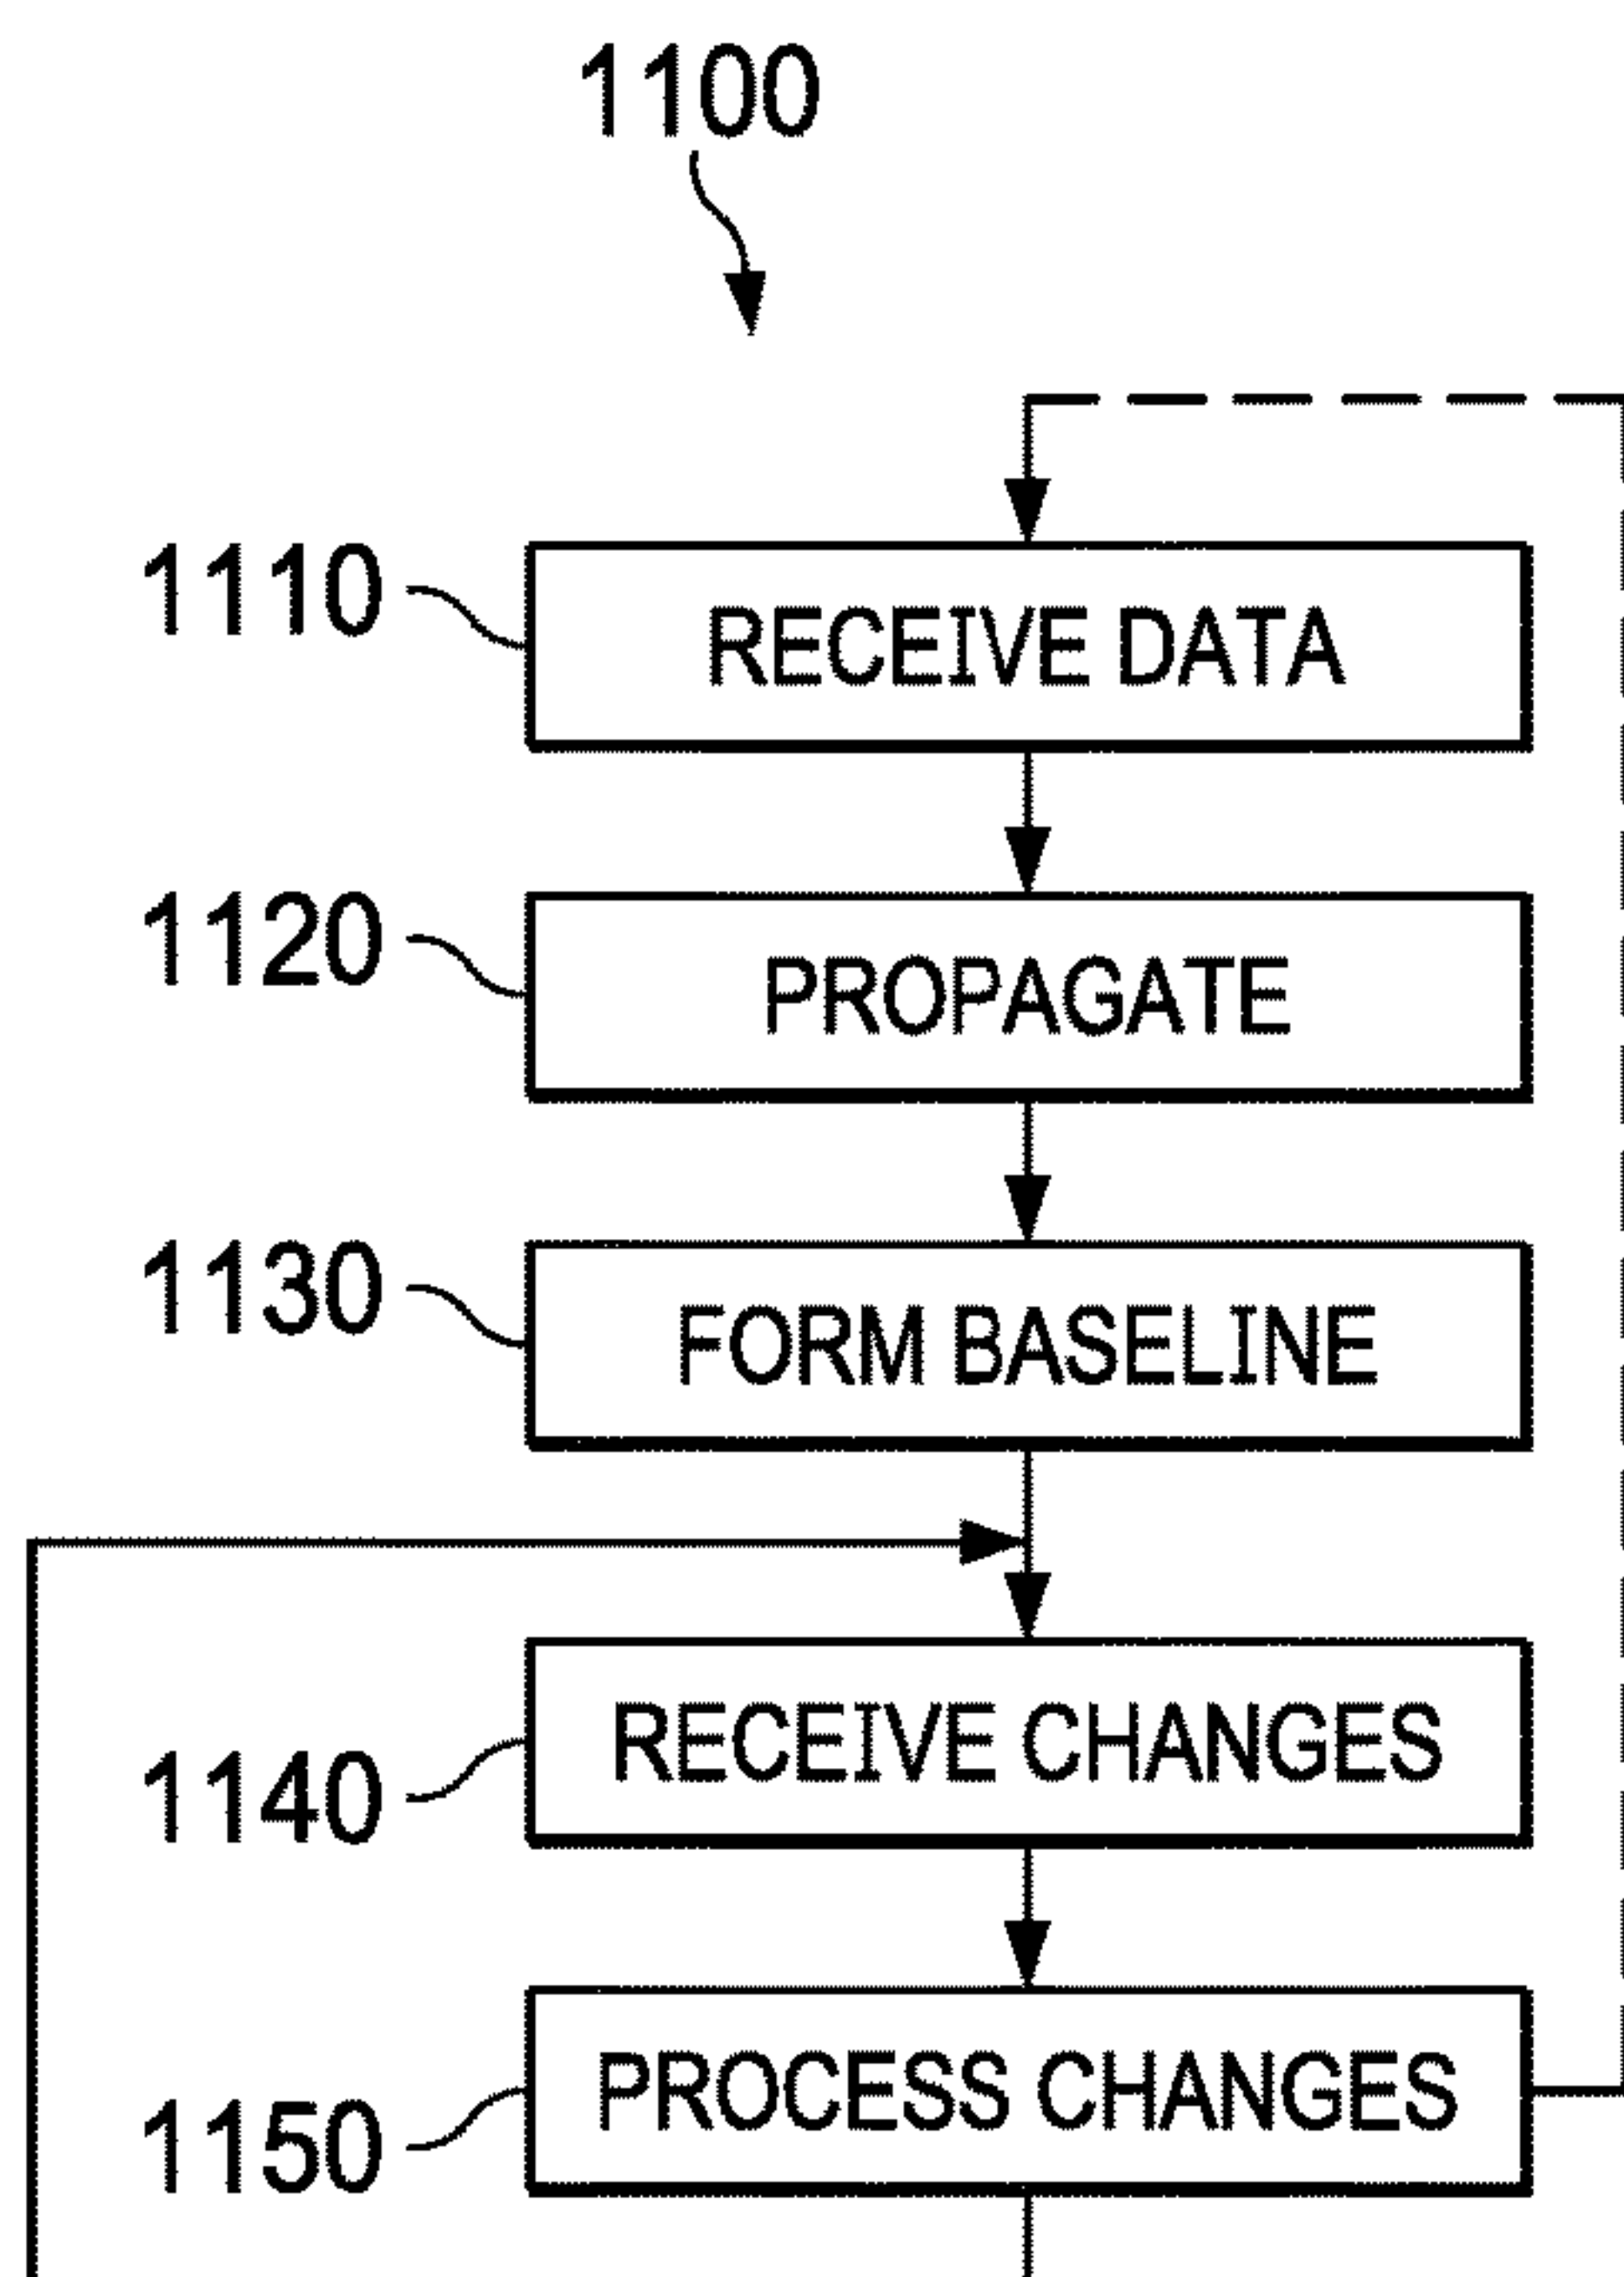 1100
1110
RECEIVE DATA
1120
PROPAGATE
1130
FORM BASELINE
1140
RECEIVE CHANGES
1150
PROCESS CHANGES